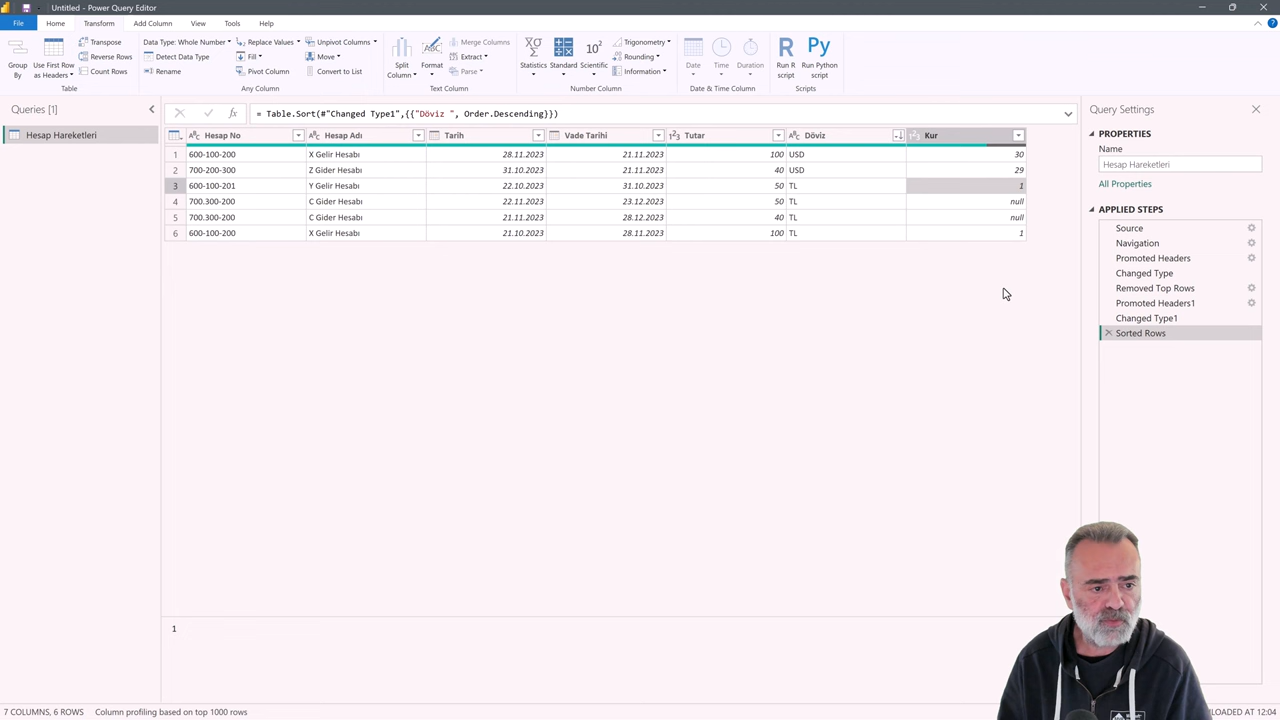 Untitled - Power Query Editor
File Home Transform Add Column View Tools Help
Group By
Use First Row as Headers
Transpose
Reverse Rows
Count Rows
Table
Data Type: Whole Number
Detect Data Type
Rename
Replace Values
Fill
Pivot Column
Unpivot Columns
Move
Convert to List
Any Column
Split Column
Format
ABC
Merge Columns
Extract
ABC 123
Parse
Text Column
XΣ σ
Statistics
Standard
10²
Scientific
Trigonometry
Rounding
Information
Number Column
Date
Time
Duration
Date & Time Column
R
Run R script
Py
Run Python script
Scripts
Queries [1]
Hesap Hareketleri
fx = Table.Sort(#"Changed Type1",{{"Döviz ", Order.Descending}})
Hesap No Hesap Adı Tarih Vade Tarihi Tutar Döviz Kur
1 600-100-200 X Gelir Hesabı 28.11.2023 21.11.2023 100 USD 30
2 700-200-300 Z Gider Hesabı 31.10.2023 21.11.2023 40 USD 29
3 600-100-201 Y Gelir Hesabı 22.10.2023 31.10.2023 50 TL 1
4 700.300-200 C Gider Hesabı 22.11.2023 23.12.2023 50 TL null
5 700.300-200 C Gider Hesabı 21.11.2023 28.12.2023 40 TL null
6 600-100-200 X Gelir Hesabı 21.10.2023 28.11.2023 100 TL 1
1
Query Settings
PROPERTIES
Name
Hesap Hareketleri
All Properties
APPLIED STEPS
Source
Navigation
Promoted Headers
Changed Type
Removed Top Rows
Promoted Headers1
Changed Type1
Sorted Rows
7 COLUMNS, 6 ROWS Column profiling based on top 1000 rows
AT 12:04